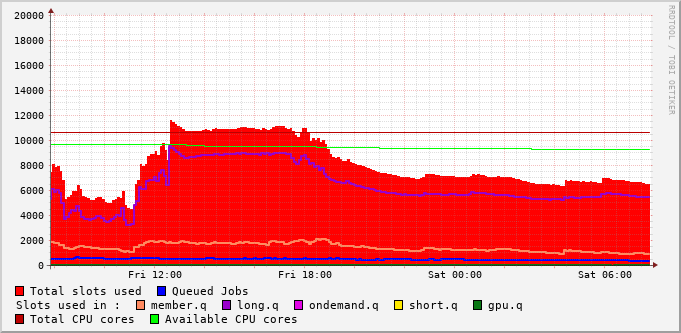 20000
18000
16000
14000
12000
10000
8000
6000
4000
2000
0
Fri 12:00 Fri 18:00 Sat 00:00 Sat 06:00
RRDTOOL / TOBI OETIKER
Total slots used Queued Jobs
Slots used in : member.q long.q ondemand.q short.q gpu.q
Total CPU cores Available CPU cores